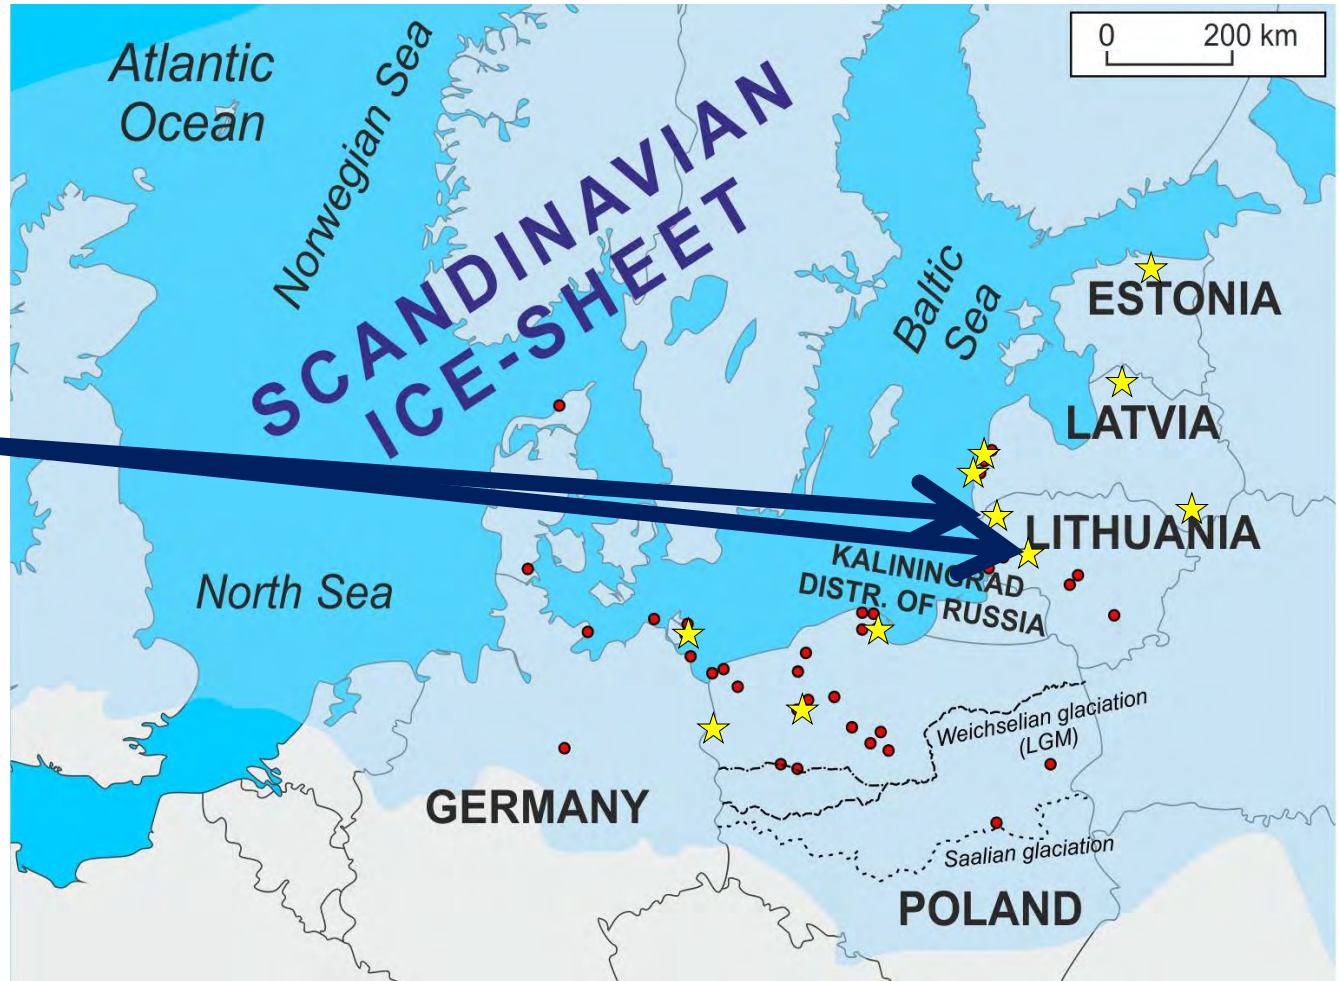 Atlantic
Ocean
Norwegian Sea
0 200 km
SCANDINAVIAN
ICE-SHEET
Baltic
Sea
ESTONIA
LATVIA
LITHUANIA
KALININGRAD
DISTR. OF RUSSIA
North Sea
Weichselian glaciation
(LGM)
GERMANY
Saalian glaciation
POLAND